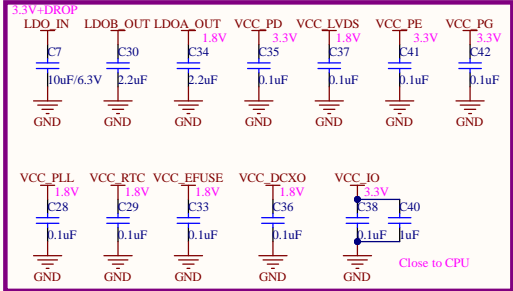 3.3V+DROP
LDO_IN LDOB_OUT LDOA_OUT VCC_PD VCC_LVDS VCC_PE VCC_PG
1.8V 3.3V 1.8V 3.3V 3.3V
C7 C30 C34 C35 C37 C41 C42
10uF/6.3V 2.2uF 2.2uF 0.1uF 0.1uF 0.1uF 0.1uF
GND GND GND GND GND GND GND
VCC_PLL VCC_RTC VCC_EFUSE VCC_DCXO VCC_IO
1.8V 1.8V 1.8V 1.8V 3.3V
C28 C29 C33 C36 C38 C40
0.1uF 0.1uF 0.1uF 0.1uF 0.1uF 1uF
Close to CPU
GND GND GND GND GND